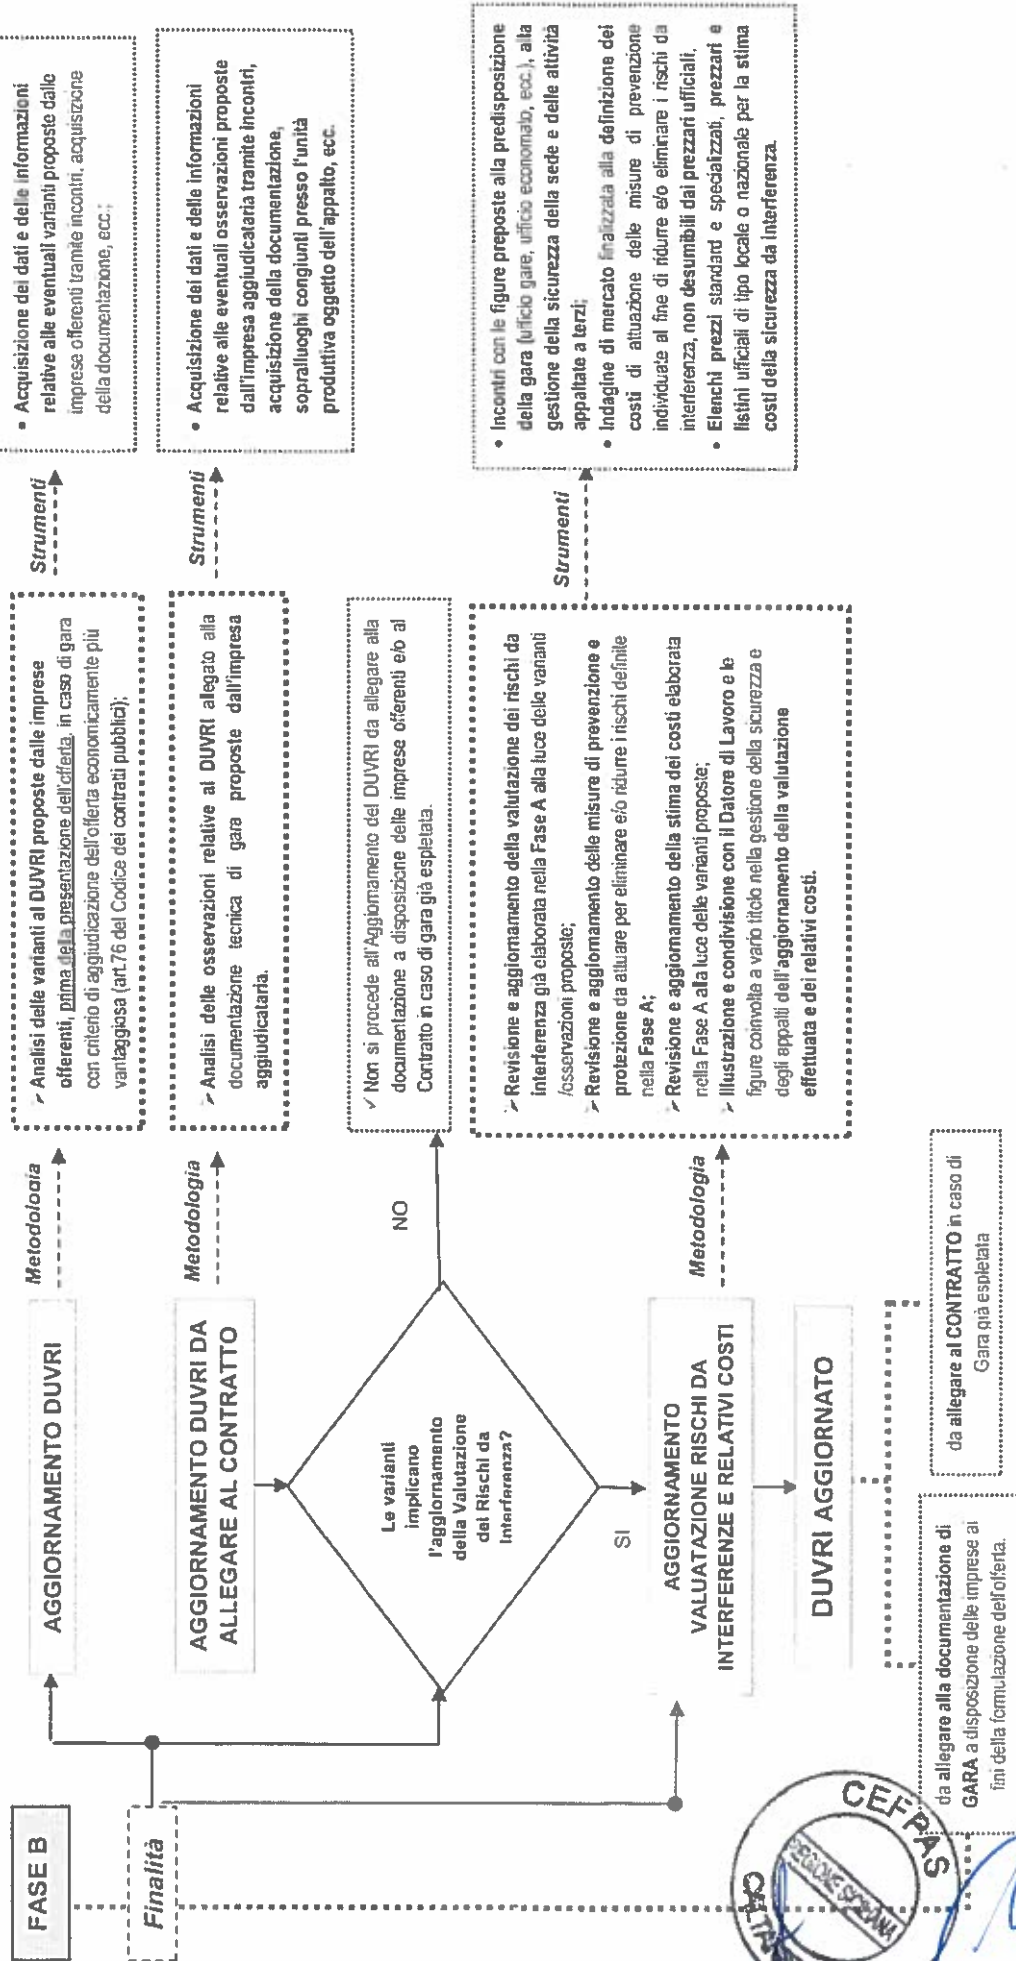 FASE B
Finalità
AGGIORNAMENTO DUVRI
Metodologia
➢ Analisi delle varianti al DUVRI proposte dalle imprese
offerenti, prima della presentazione dell'offerta, in caso di gara
con criterio di aggiudicazione dell'offerta economicamente più
vantaggiosa (art.76 del Codice dei contratti pubblici);
Strumenti
• Acquisizione dei dati e delle informazioni
relative alle eventuali varianti proposte dalle
imprese offerenti tramite incontri, acquisizione
della documentazione, ecc.;
AGGIORNAMENTO DUVRI DA
ALLEGARE AL CONTRATTO
Metodologia
➢ Analisi delle osservazioni relative al DUVRI allegato alla
documentazione tecnica di gara proposte dall'impresa
aggiudicataria.
Strumenti
• Acquisizione dei dati e delle informazioni
relative alle eventuali osservazioni proposte
dall'impresa aggiudicataria tramite incontri,
acquisizione della documentazione,
sopralluoghi congiunti presso l'unità
produttiva oggetto dell'appalto, ecc.
Le varianti
implicano
l'aggiornamento
della Valutazione
dei Rischi da
Interferenza?
NO
✓ Non si procede all'Aggiornamento del DUVRI da allegare alla
documentazione a disposizione delle imprese offerenti e/o al
Contratto in caso di gara già espletata.
SI
AGGIORNAMENTO
VALUATAZIONE RISCHI DA
INTERFERENZE E RELATIVI COSTI
Metodologia
➢ Revisione e aggiornamento della valutazione dei rischi da
interferenza già elaborata nella Fase A alla luce delle varianti
/osservazioni proposte;
➢ Revisione e aggiornamento delle misure di prevenzione e
protezione da attuare per eliminare e/o ridurre i rischi definite
nella Fase A;
➢ Revisione e aggiornamento della stima dei costi elaborata
nella Fase A alla luce delle varianti proposte;
➢ Illustrazione e condivisione con il Datore di Lavoro e le
figure coinvolte a vario titolo nella gestione della sicurezza e
degli appalti dell'aggiornamento della valutazione
effettuata e dei relativi costi.
Strumenti
• Incontri con le figure preposte alla predisposizione
della gara (ufficio gare, ufficio economato, ecc.), alla
gestione della sicurezza della sede e delle attività
appaltate a terzi;
• Indagine di mercato finalizzata alla definizione dei
costi di attuazione delle misure di prevenzione
individuate al fine di ridurre e/o eliminare i rischi da
interferenza, non desumibili dai prezzari ufficiali,
• Elenchi prezzi standard e specializzati, prezzari e
listini ufficiali di tipo locale o nazionale per la stima
costi della sicurezza da Interferenza.
DUVRI AGGIORNATO
da allegare alla documentazione di
GARA a disposizione delle imprese ai
fini della formulazione dell'offerta.
da allegare al CONTRATTO in caso di
Gara già espletata
CEFPAS
REGIONE SICILIANA